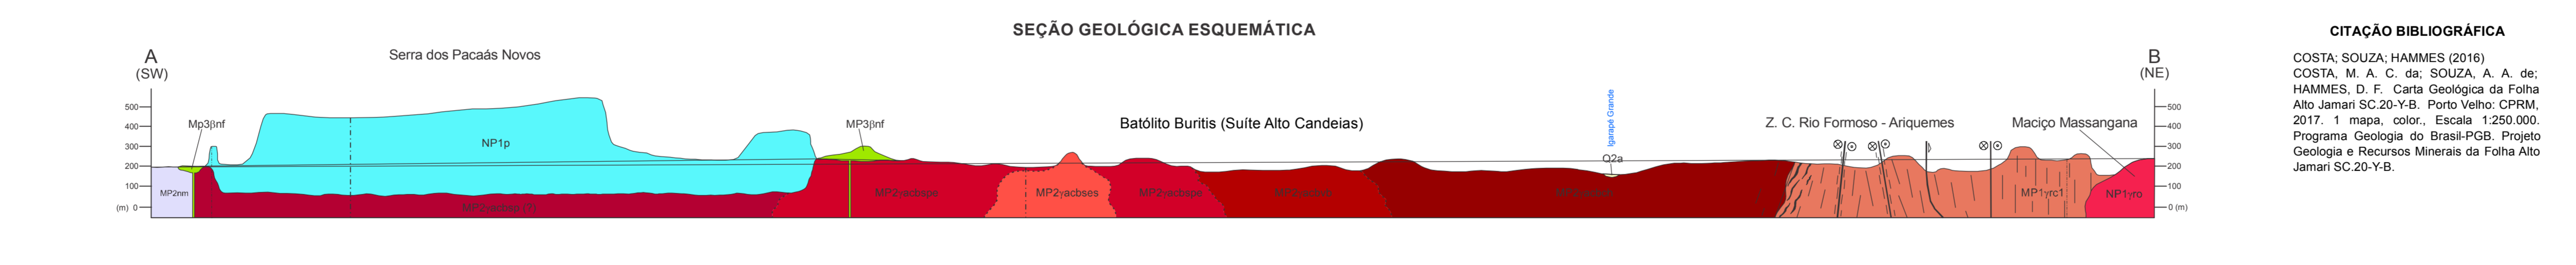 SEÇÃO GEOLÓGICA ESQUEMÁTICA
A
(SW)
Serra dos Pacaás Novos
B
(NE)
500
400
300
200
100
(m) 0
Mp3βnf
NP1p
MP3βnf
Batólito Buritis (Suíte Alto Candeias)
Igarapé Grande
Q2a
Z. C. Rio Formoso - Ariquemes
Maciço Massangana
MP2nm
MP2γacbspe
MP2γacbses
MP2γacbspe
MP1γrc1
NP1γro
500
400
300
200
100
0 (m)
CITAÇÃO BIBLIOGRÁFICA
COSTA; SOUZA; HAMMES (2016)
COSTA, M. A. C. da; SOUZA, A. A. de;
HAMMES, D. F. Carta Geológica da Folha
Alto Jamari SC.20-Y-B. Porto Velho: CPRM,
2017. 1 mapa, color., Escala 1:250.000.
Programa Geologia do Brasil-PGB. Projeto
Geologia e Recursos Minerais da Folha Alto
Jamari SC.20-Y-B.